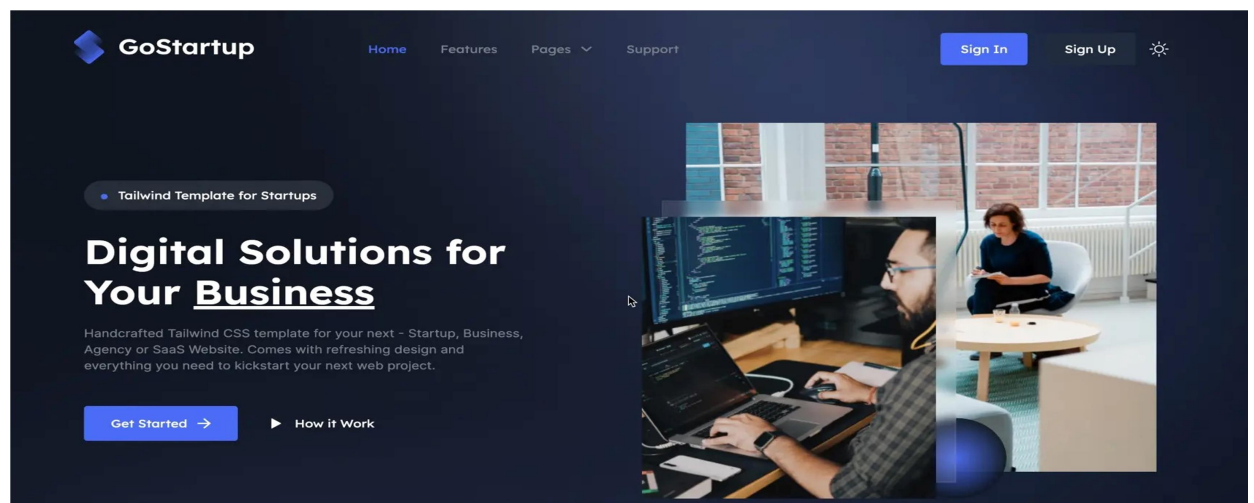 GoStartup
Home Features Pages Support
Sign In Sign Up
Tailwind Template for Startups
Digital Solutions for
Your Business
Handcrafted Tailwind CSS template for your next - Startup, Business,
Agency or SaaS Website. Comes with refreshing design and
everything you need to kickstart your next web project.
Get Started How it Work